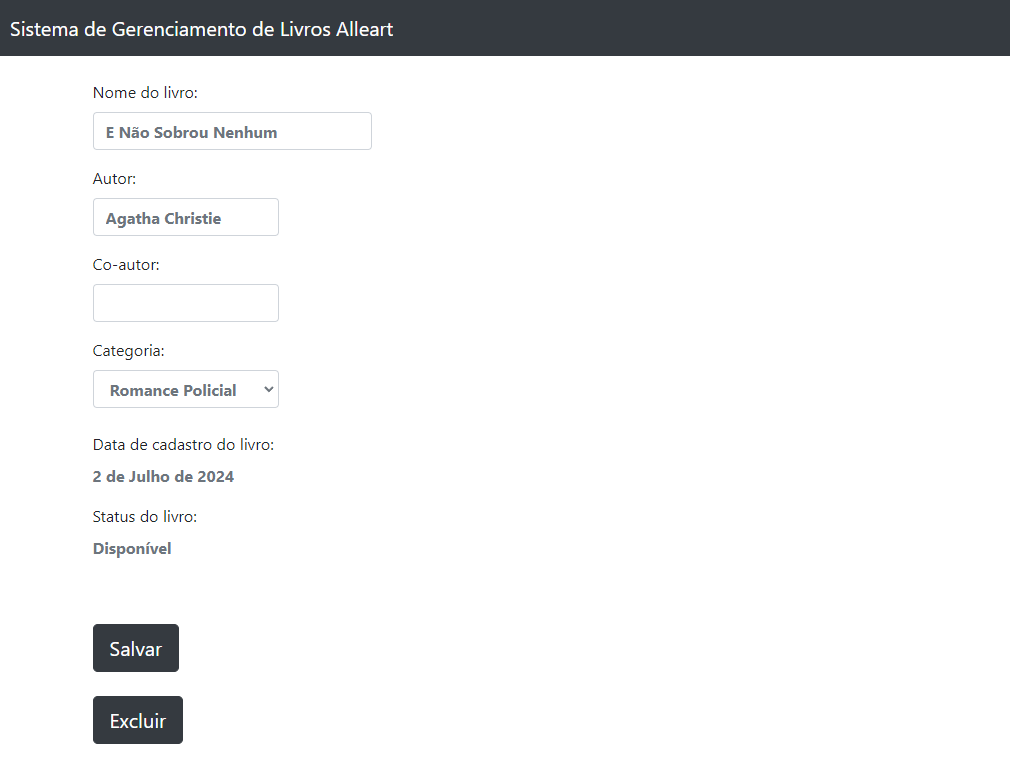 Sistema de Gerenciamento de Livros Alleart
Nome do livro:
E Não Sobrou Nenhum
Autor:
Agatha Christie
Co-autor:
Categoria:
Romance Policial
Data de cadastro do livro:
2 de Julho de 2024
Status do livro:
Disponível
Salvar
Excluir